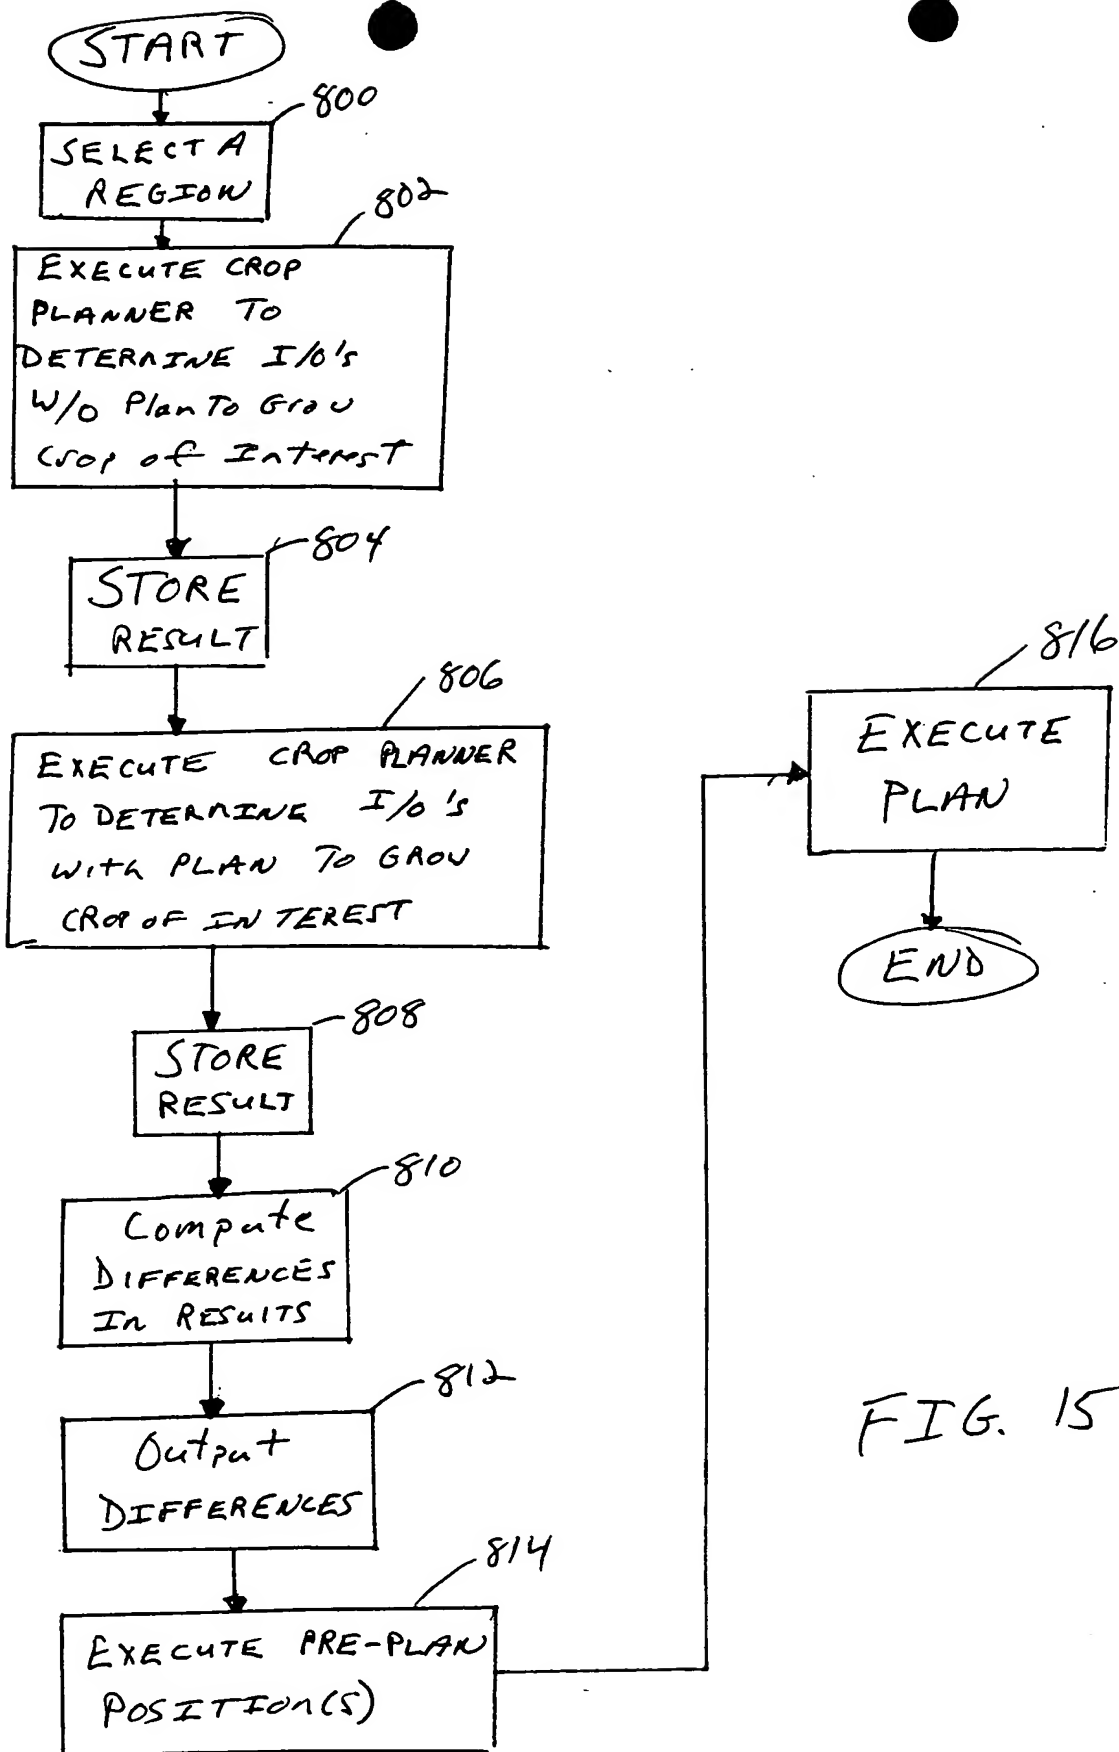 START
800
SELECT A
REGION
802
EXECUTE CROP
PLANNER TO
DETERMINE I/O's
W/O Plan To Grow
Crop of Interest
804
STORE
RESULT
806
EXECUTE CROP PLANNER
TO DETERMINE I/O's
WITH PLAN TO GROW
CROP OF INTEREST
808
STORE
RESULT
810
Compute
DIFFERENCES
In RESULTS
812
Output
DIFFERENCES
814
EXECUTE PRE-PLAN
POSITION(S)
816
EXECUTE
PLAN
END
FIG. 15